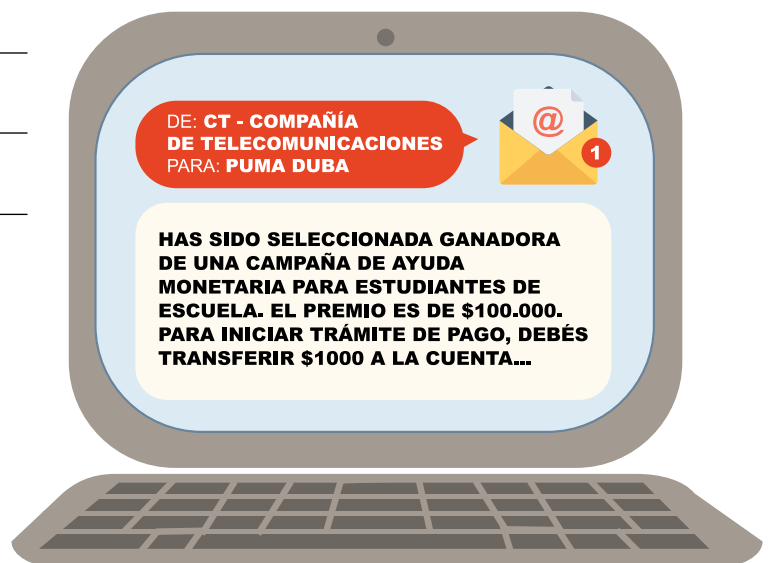 DE: CT - COMPAÑÍA
DE TELECOMUNICACIONES
PARA: PUMA DUBA
@
1
HAS SIDO SELECCIONADA GANADORA
DE UNA CAMPAÑA DE AYUDA
MONETARIA PARA ESTUDIANTES DE
ESCUELA. EL PREMIO ES DE $100.000.
PARA INICIAR TRÁMITE DE PAGO, DEBÉS
TRANSFERIR $1000 A LA CUENTA...